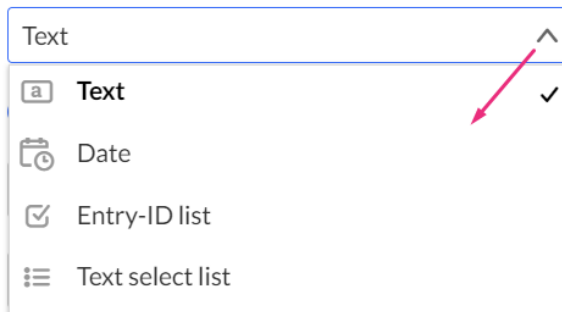 Text
a Text
Date
Entry-ID list
Text select list